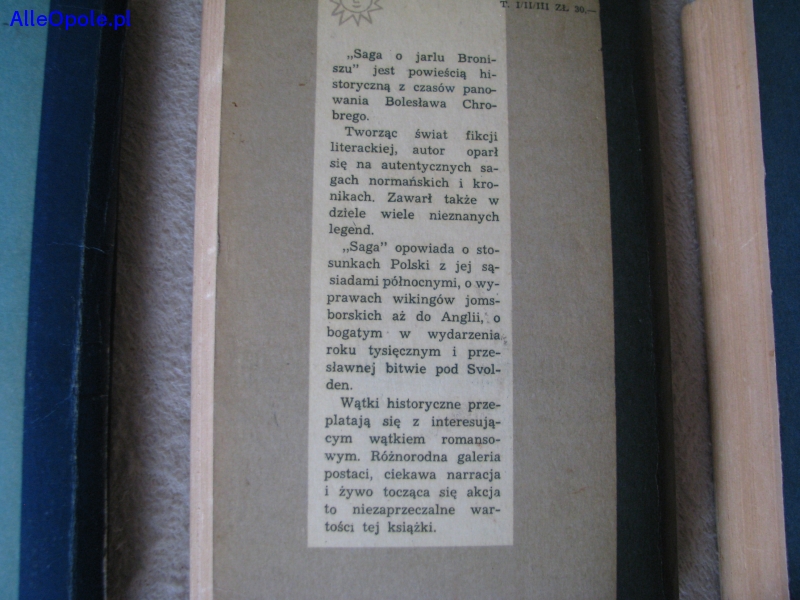 AlleOpole.pl
T. I/II/III ZŁ 30.—
„Saga o jarlu Broni-
szu” jest powieścią hi-
storyczną z czasów pano-
wania Bolesława Chro-
brego.
Tworząc świat fikcji
literackiej, autor oparł
się na autentycznych sa-
gach normańskich i kro-
nikach. Zawarł także w
dziele wiele nieznanych
legend.
„Saga” opowiada o sto-
sunkach Polski z jej są-
siadami północnymi, o wy-
prawach wikingów joms-
borskich aż do Anglii, o
bogatym w wydarzenia
roku tysięcznym i prze-
sławnej bitwie pod Svol-
den.
Wątki historyczne prze-
platają się z interesują-
cym wątkiem romanso-
wym. Różnorodna galeria
postaci, ciekawa narracja
i żywo tocząca się akcja
to niezaprzeczalne war-
tości tej książki.